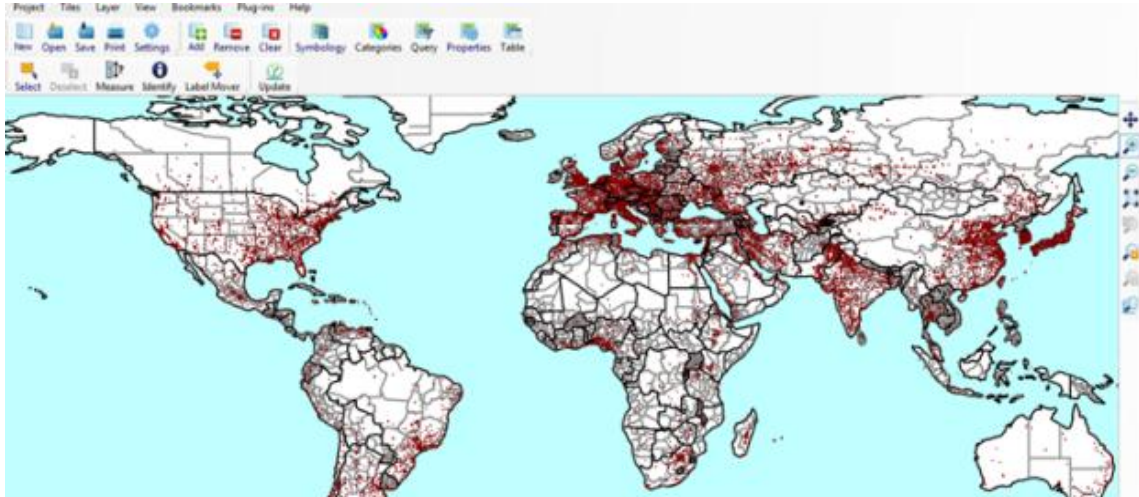 Project Tiles Layer View Bookmarks Plug-ins Help
New Open Save Print Settings Add Remove Clear Symbology Categories Query Properties Table
Select Deselect Measure Identify Label Mover Update